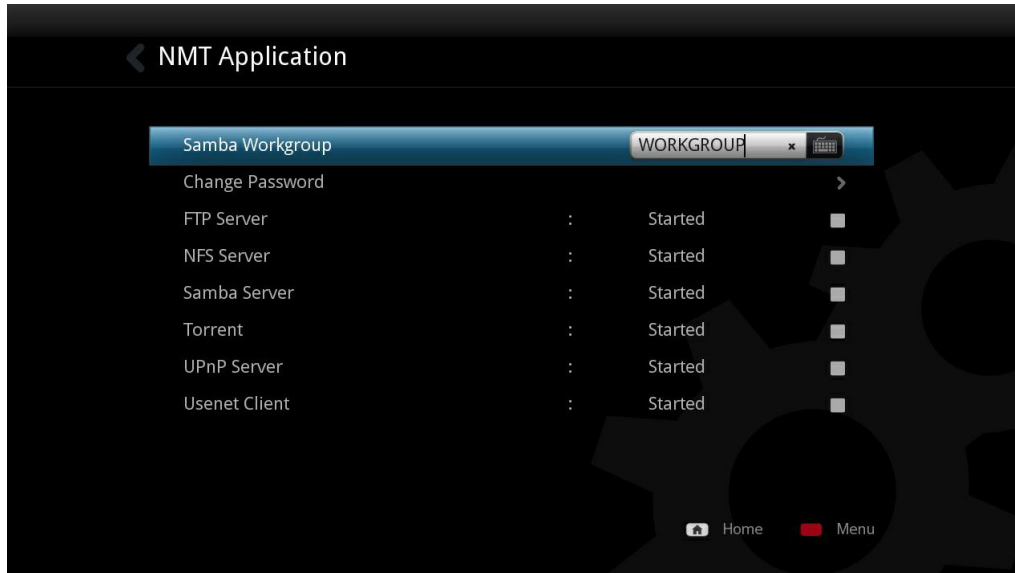 NMT Application
Samba Workgroup WORKGROUP x
Change Password
FTP Server : Started
NFS Server : Started
Samba Server : Started
Torrent : Started
UPnP Server : Started
Usenet Client : Started
Home Menu